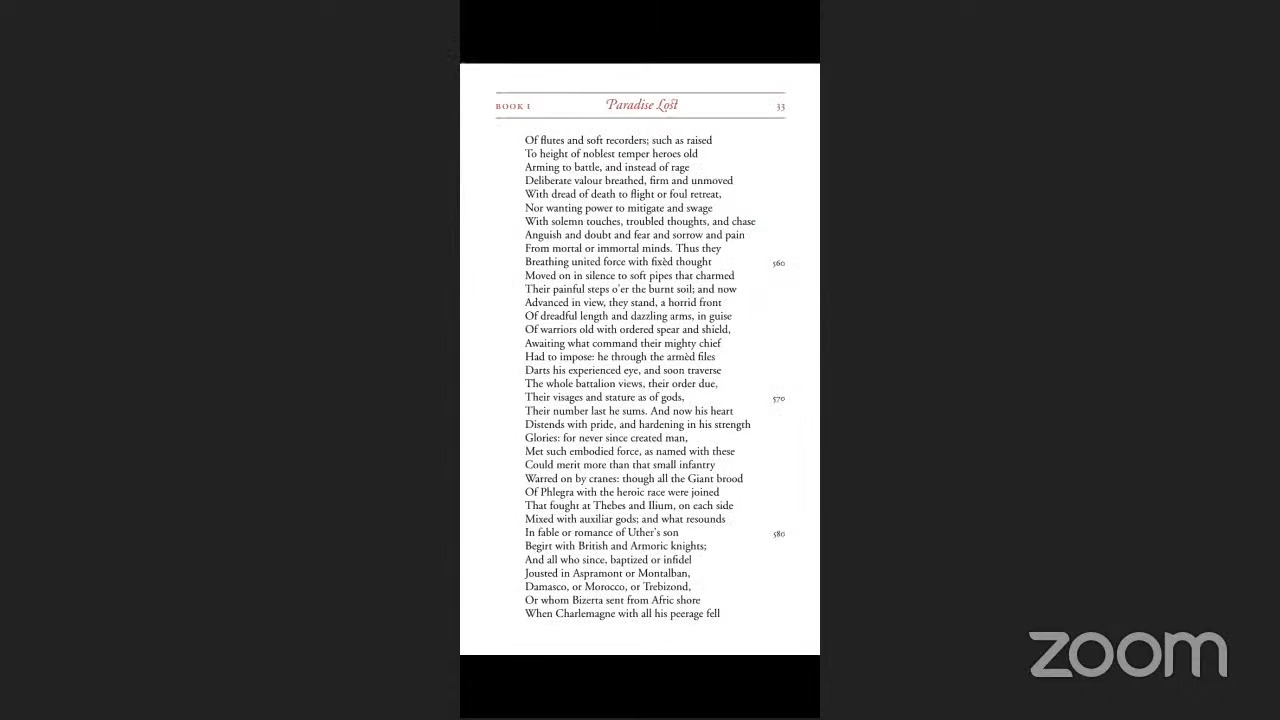 BOOK I Paradise Lost 33
Of flutes and soft recorders; such as raised
To height of noblest temper heroes old
Arming to battle, and instead of rage
Deliberate valour breathed, firm and unmoved
With dread of death to flight or foul retreat,
Nor wanting power to mitigate and swage
With solemn touches, troubled thoughts, and chase
Anguish and doubt and fear and sorrow and pain
From mortal or immortal minds. Thus they
Breathing united force with fixèd thought 560
Moved on in silence to soft pipes that charmed
Their painful steps o'er the burnt soil; and now
Advanced in view, they stand, a horrid front
Of dreadful length and dazzling arms, in guise
Of warriors old with ordered spear and shield,
Awaiting what command their mighty chief
Had to impose: he through the armèd files
Darts his experienced eye, and soon traverse
The whole battalion views, their order due,
Their visages and stature as of gods, 570
Their number last he sums. And now his heart
Distends with pride, and hardening in his strength
Glories: for never since created man,
Met such embodied force, as named with these
Could merit more than that small infantry
Warred on by cranes: though all the Giant brood
Of Phlegra with the heroic race were joined
That fought at Thebes and Ilium, on each side
Mixed with auxiliar gods; and what resounds
In fable or romance of Uther's son 580
Begirt with British and Armoric knights;
And all who since, baptized or infidel
Jousted in Aspramont or Montalban,
Damasco, or Morocco, or Trebizond,
Or whom Bizerta sent from Afric shore
When Charlemagne with all his peerage fell
zoom